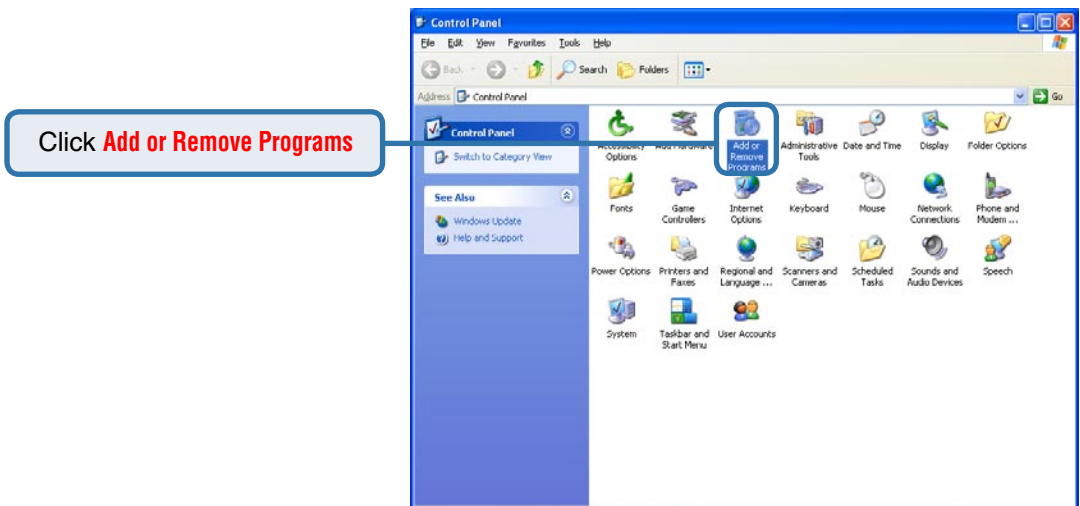 Control Panel
File Edit View Favorites Tools Help
Back Search Folders
Address Control Panel Go
Click Add or Remove Programs
Control Panel
Switch to Category View
See Also
Windows Update
Help and Support
Accessibility Options
Add Hardware
Add or Remove Programs
Administrative Tools
Date and Time
Display
Folder Options
Fonts
Game Controllers
Internet Options
Keyboard
Mouse
Network Connections
Phone and Modem ...
Power Options
Printers and Faxes
Regional and Language ...
Scanners and Cameras
Scheduled Tasks
Sounds and Audio Devices
Speech
System
Taskbar and Start Menu
User Accounts